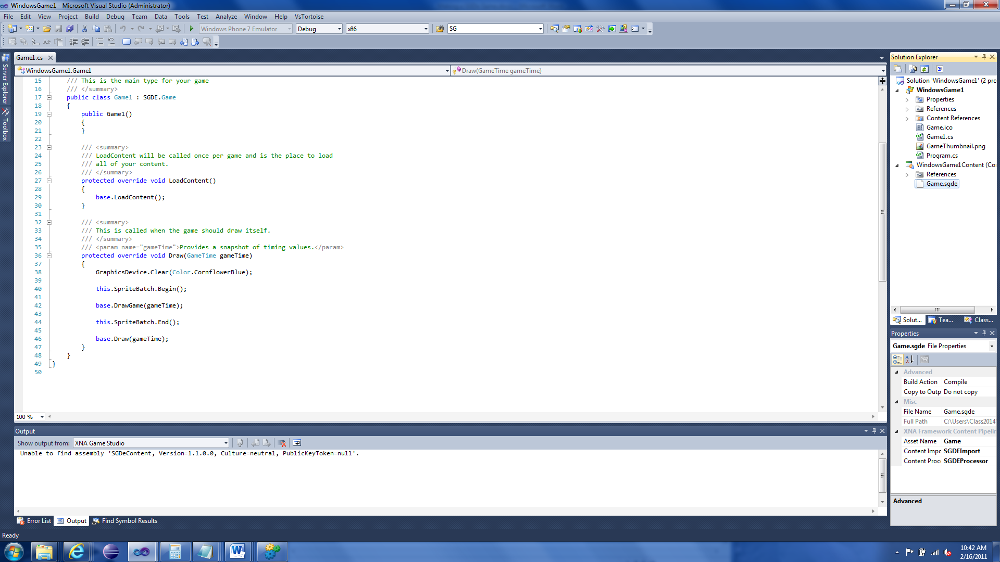 WindowsGame1 - Microsoft Visual Studio (Administrator)
File Edit View Project Build Debug Team Data Tools Test Analyze Window Help VsTortoise
Windows Phone 7 Emulator Debug x86 SG
Game1.cs
WindowsGame1.Game1 Draw(GameTime gameTime)
Server Explorer
Toolbox
15 /// This is the main type for your game
16 /// </summary>
17 public class Game1 : SGDE.Game
18 {
19 public Game1()
20 {
21 }
22
23 /// <summary>
24 /// LoadContent will be called once per game and is the place to load
25 /// all of your content.
26 /// </summary>
27 protected override void LoadContent()
28 {
29 base.LoadContent();
30 }
31
32 /// <summary>
33 /// This is called when the game should draw itself.
34 /// </summary>
35 /// <param name="gameTime">Provides a snapshot of timing values.</param>
36 protected override void Draw(GameTime gameTime)
37 {
38 GraphicsDevice.Clear(Color.CornflowerBlue);
39
40 this.SpriteBatch.Begin();
41
42 base.DrawGame(gameTime);
43
44 this.SpriteBatch.End();
45
46 base.Draw(gameTime);
47 }
48 }
49 }
50
100 %
Output
Show output from: XNA Game Studio
Unable to find assembly 'SGDeContent, Version=1.1.0.0, Culture=neutral, PublicKeyToken=null'.
Error List Output Find Symbol Results
Ready
Solution Explorer
Solution 'WindowsGame1' (2 pro
WindowsGame1
Properties
References
Content References
Game.ico
Game1.cs
GameThumbnail.png
Program.cs
WindowsGame1Content (Co
References
Game.sgde
Solut... Tea... Class...
Properties
Game.sgde File Properties
Advanced
Build Action Compile
Copy to Outp Do not copy
Misc
File Name Game.sgde
Full Path C:\Users\Class2014
XNA Framework Content Pipelin
Asset Name Game
Content Impo SGDEImport
Content Proc SGDEProcessor
Advanced
10:42 AM
2/16/2011